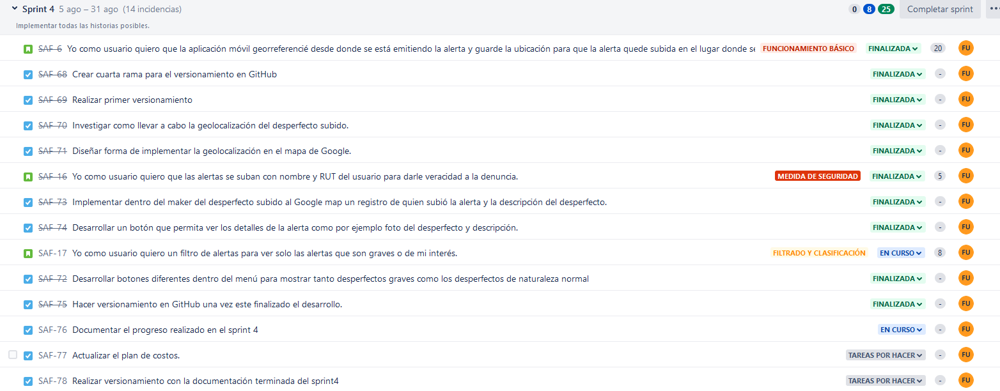 Sprint 4 5 ago – 31 ago (14 incidencias) 0 8 25 Completar sprint
Implementar todas las historias posibles.
SAF-6 Yo como usuario quiero que la aplicación móvil georreferencié desde donde se está emitiendo la alerta y guarde la ubicación para que la alerta quede subida en el lugar donde se FUNCIONAMIENTO BÁSICO FINALIZADA 20 FU
SAF-68 Crear cuarta rama para el versionamiento en GitHub FINALIZADA - FU
SAF-69 Realizar primer versionamiento FINALIZADA - FU
SAF-70 Investigar como llevar a cabo la geolocalización del desperfecto subido. FINALIZADA - FU
SAF-71 Diseñar forma de implementar la geolocalización en el mapa de Google. FINALIZADA - FU
SAF-16 Yo como usuario quiero que las alertas se suban con nombre y RUT del usuario para darle veracidad a la denuncia. MEDIDA DE SEGURIDAD FINALIZADA 5 FU
SAF-73 Implementar dentro del maker del desperfecto subido al Google map un registro de quien subió la alerta y la descripción del desperfecto. FINALIZADA - FU
SAF-74 Desarrollar un botón que permita ver los detalles de la alerta como por ejemplo foto del desperfecto y descripción. FINALIZADA - FU
SAF-17 Yo como usuario quiero un filtro de alertas para ver solo las alertas que son graves o de mi interés. FILTRADO Y CLASIFICACIÓN EN CURSO 8 FU
SAF-72 Desarrollar botones diferentes dentro del menú para mostrar tanto desperfectos graves como los desperfectos de naturaleza normal FINALIZADA - FU
SAF-75 Hacer versionamiento en GitHub una vez este finalizado el desarrollo. FINALIZADA - FU
SAF-76 Documentar el progreso realizado en el sprint 4 EN CURSO - FU
SAF-77 Actualizar el plan de costos. TAREAS POR HACER - FU
SAF-78 Realizar versionamiento con la documentación terminada del sprint4 TAREAS POR HACER - FU